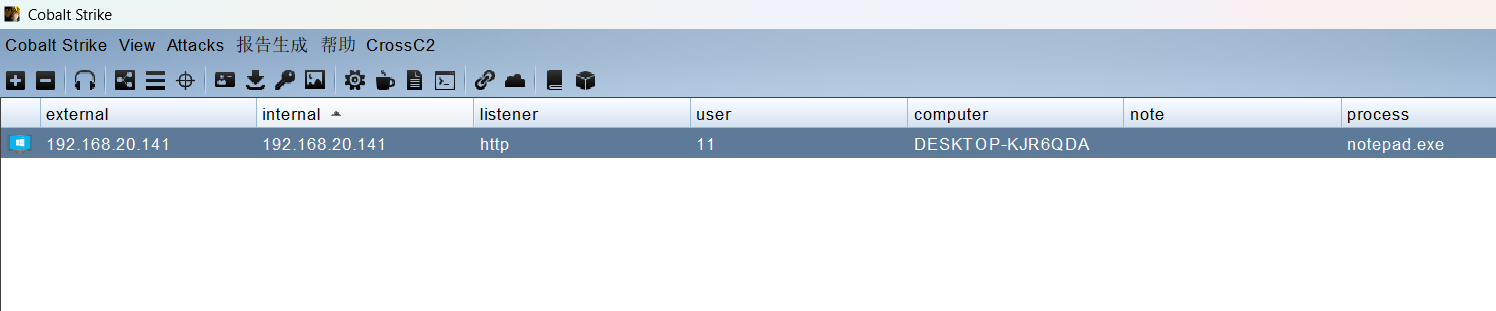 Cobalt Strike
Cobalt Strike View Attacks 报告生成 帮助 CrossC2
external internal listener user computer note process
192.168.20.141 192.168.20.141 http 11 DESKTOP-KJR6QDA notepad.exe